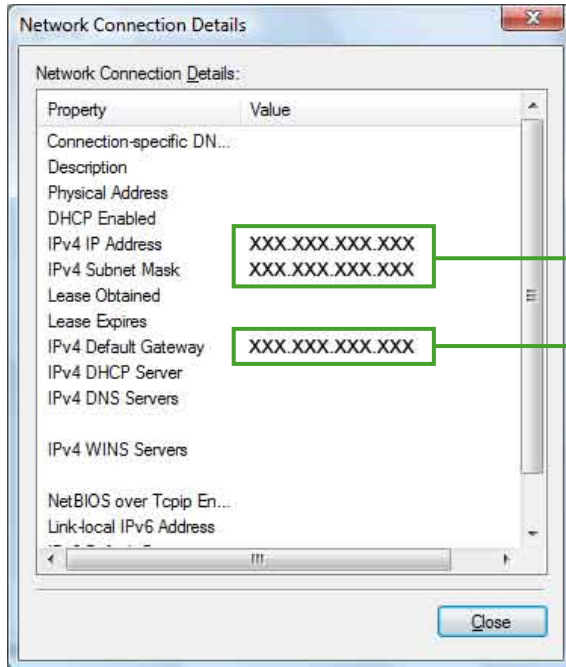 Network Connection Details
Network Connection Details:
Property Value
Connection-specific DN...
Description
Physical Address
DHCP Enabled
IPv4 IP Address XXX.XXX.XXX.XXX
IPv4 Subnet Mask XXX.XXX.XXX.XXX
Lease Obtained
Lease Expires
IPv4 Default Gateway XXX.XXX.XXX.XXX
IPv4 DHCP Server
IPv4 DNS Servers
IPv4 WINS Servers
NetBIOS over Tcpip En...
Link-local IPv6 Address
Close